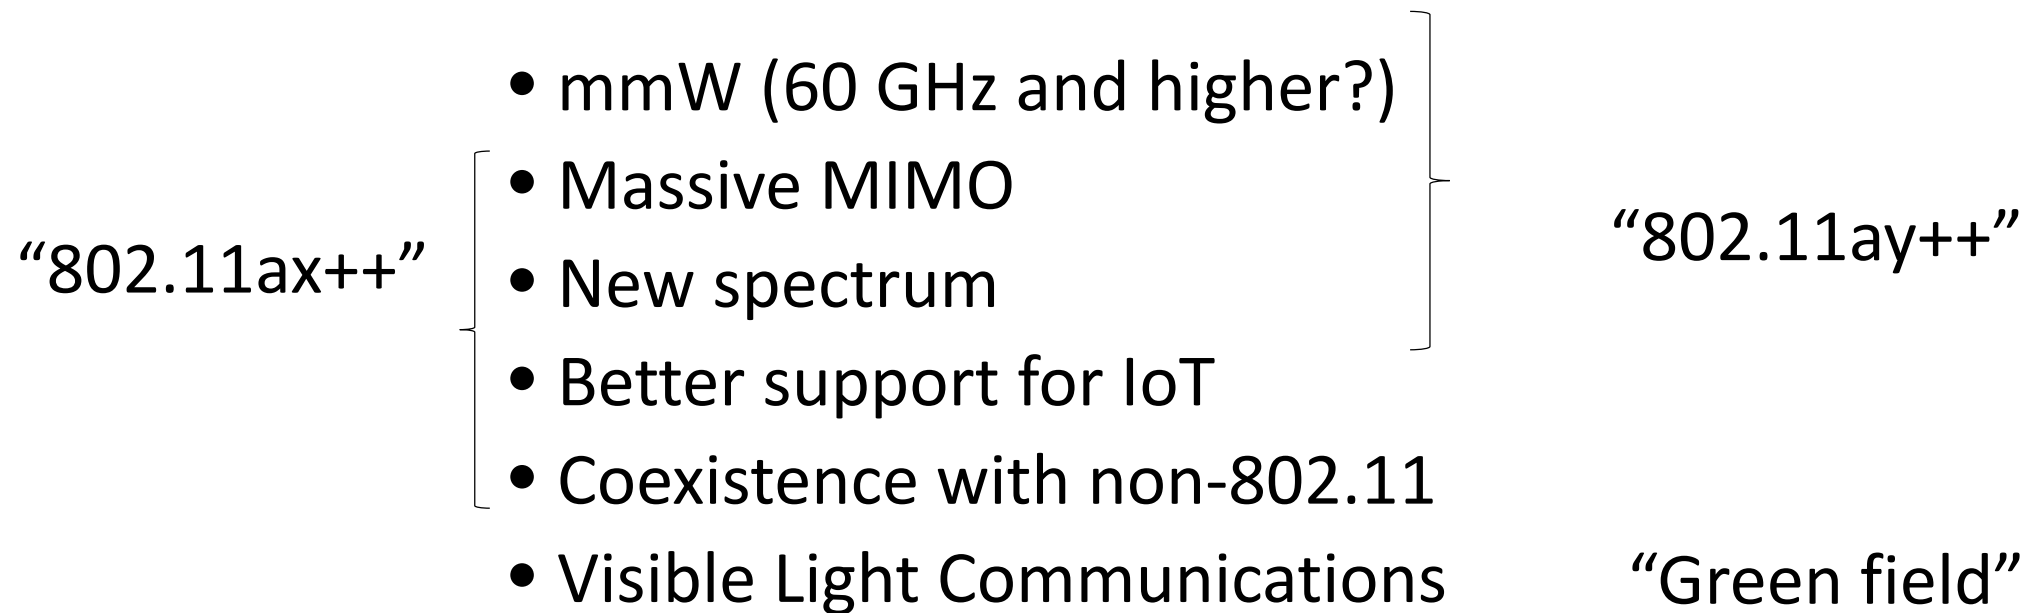 • mmW (60 GHz and higher?)
• Massive MIMO
“802.11ay++”
“802.11ax++”
• New spectrum
• Better support for IoT
• Coexistence with non-802.11
• Visible Light Communications “Green field”